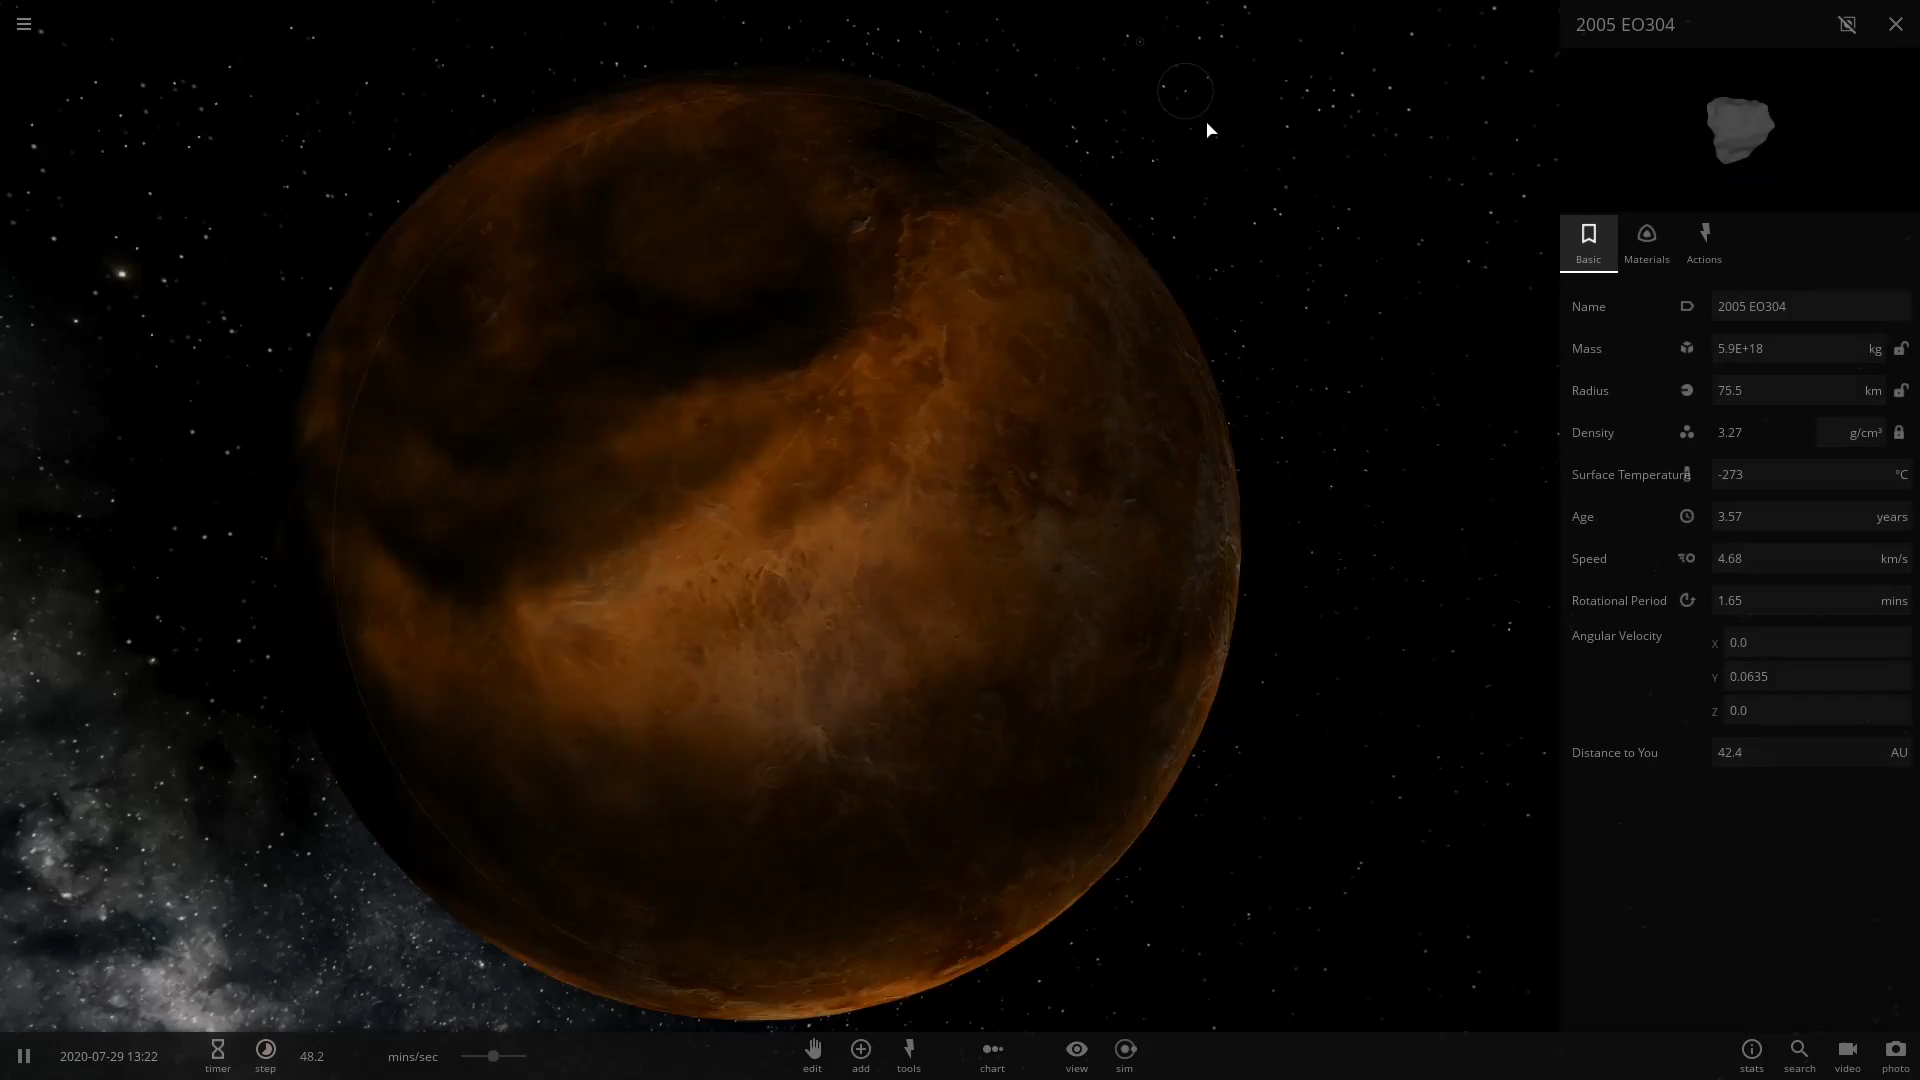 2005 EO304
Basic Materials Actions
Name 2005 EO304
Mass 5.9E+18 kg
Radius 75.5 km
Density 3.27 g/cm³
Surface Temperature -273 °C
Age 3.57 years
Speed 4.68 km/s
Rotational Period 1.65 mins
Angular Velocity X 0.0
Y 0.0635
Z 0.0
Distance to You 42.4 AU
2020-07-29 13:22 timer step 48.2 mins/sec edit add tools chart view sim stats search video photo